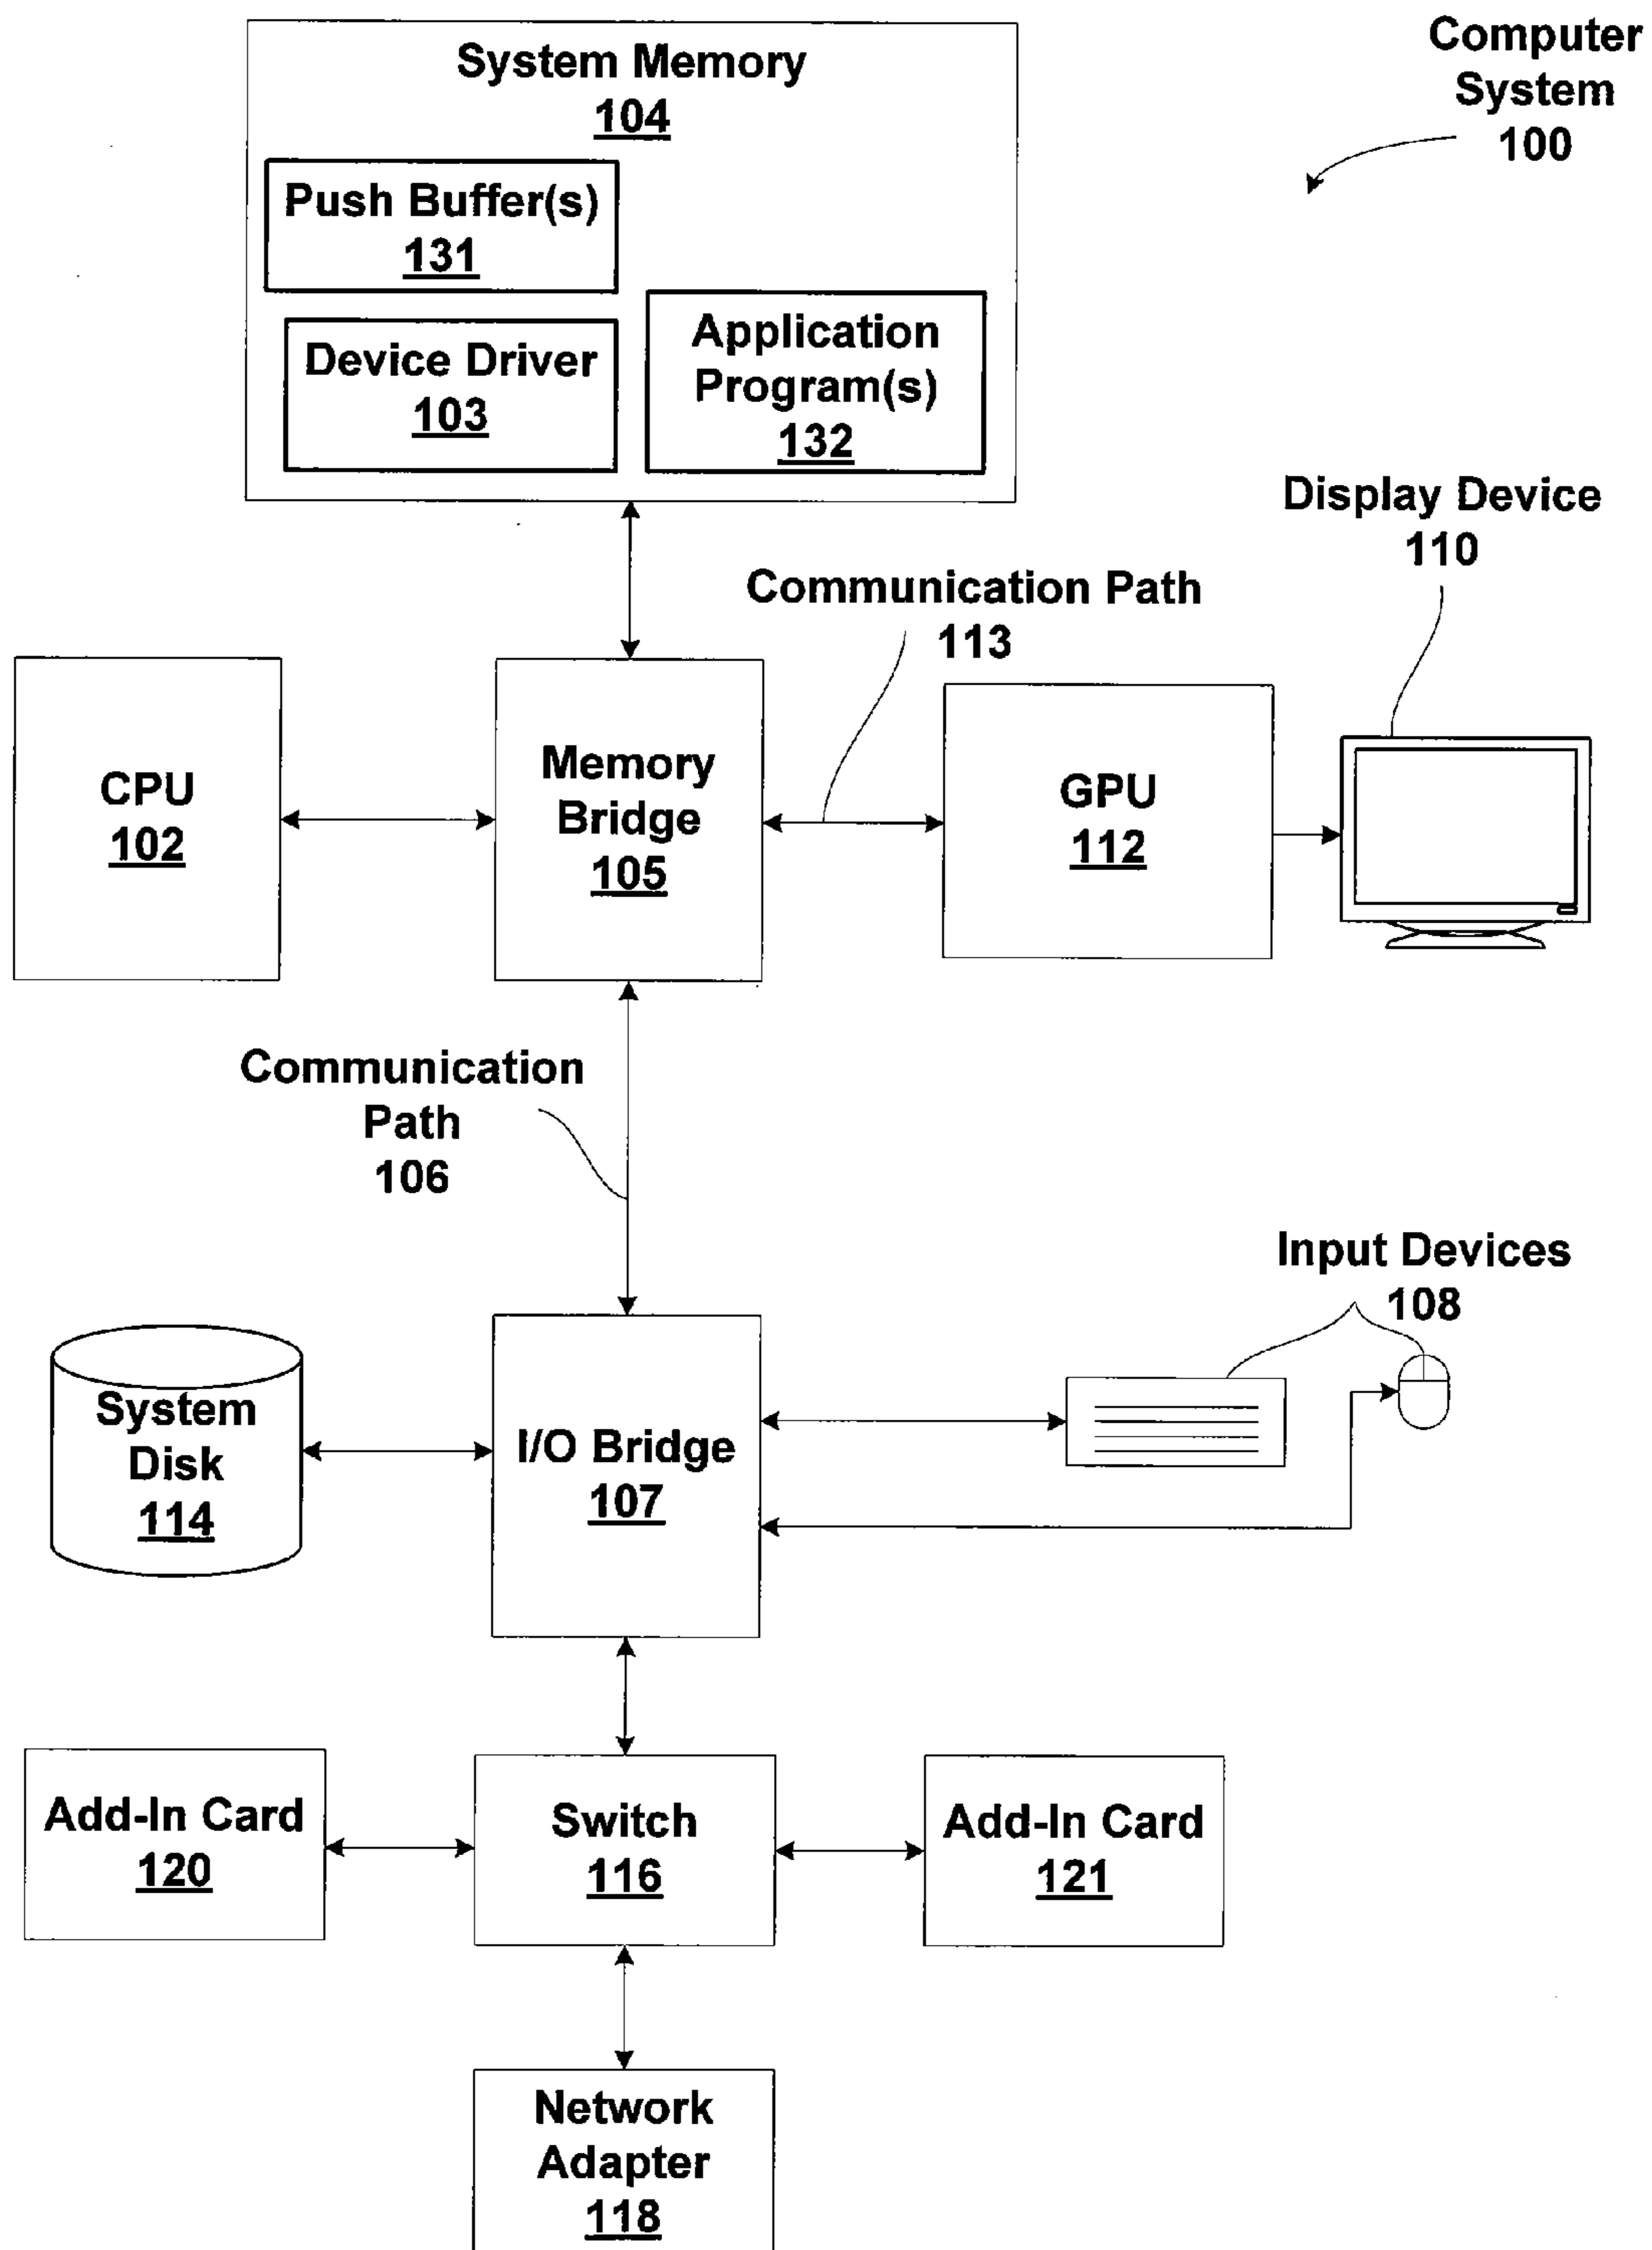 Computer
System
100
System Memory
104
Push Buffer(s)
131
Device Driver
103
Application
Program(s)
132
Display Device
110
Communication Path
113
CPU
102
Memory
Bridge
105
GPU
112
Communication
Path
106
Input Devices
108
System
Disk
114
I/O Bridge
107
Add-In Card
120
Switch
116
Add-In Card
121
Network
Adapter
118